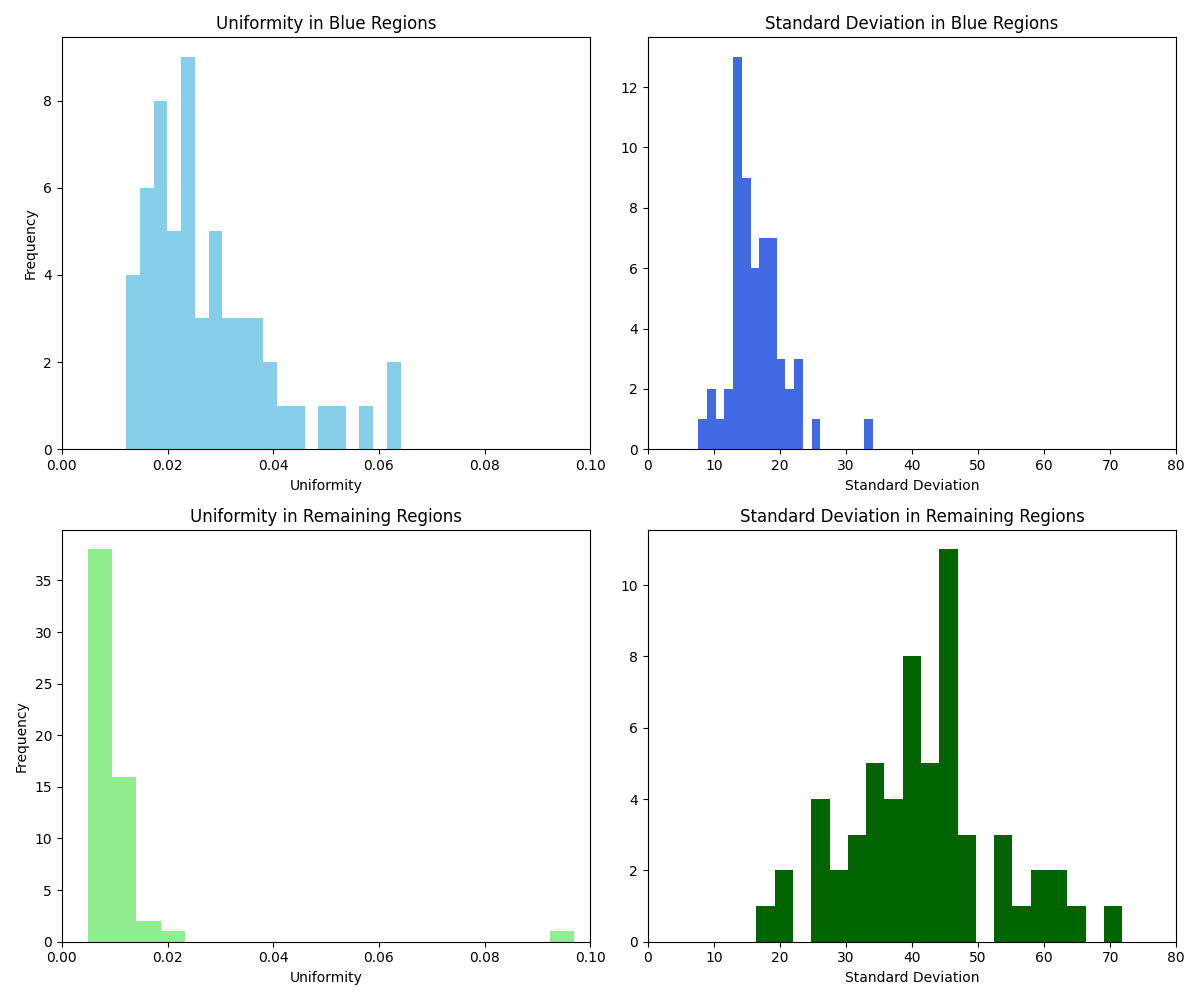 Uniformity in Blue Regions
Frequency
8
6
4
2
0
0.00 0.02 0.04 0.06 0.08 0.10
Uniformity
Standard Deviation in Blue Regions
12
10
8
6
4
2
0
0 10 20 30 40 50 60 70 80
Standard Deviation
Uniformity in Remaining Regions
Frequency
35
30
25
20
15
10
5
0
0.00 0.02 0.04 0.06 0.08 0.10
Uniformity
Standard Deviation in Remaining Regions
10
8
6
4
2
0
0 10 20 30 40 50 60 70 80
Standard Deviation